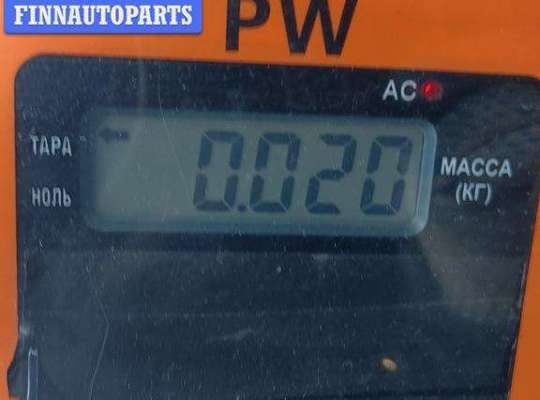 FINNAUTOPARTS
PW
AC
ТАРА
0.020
МАССА
НОЛЬ
(КГ)